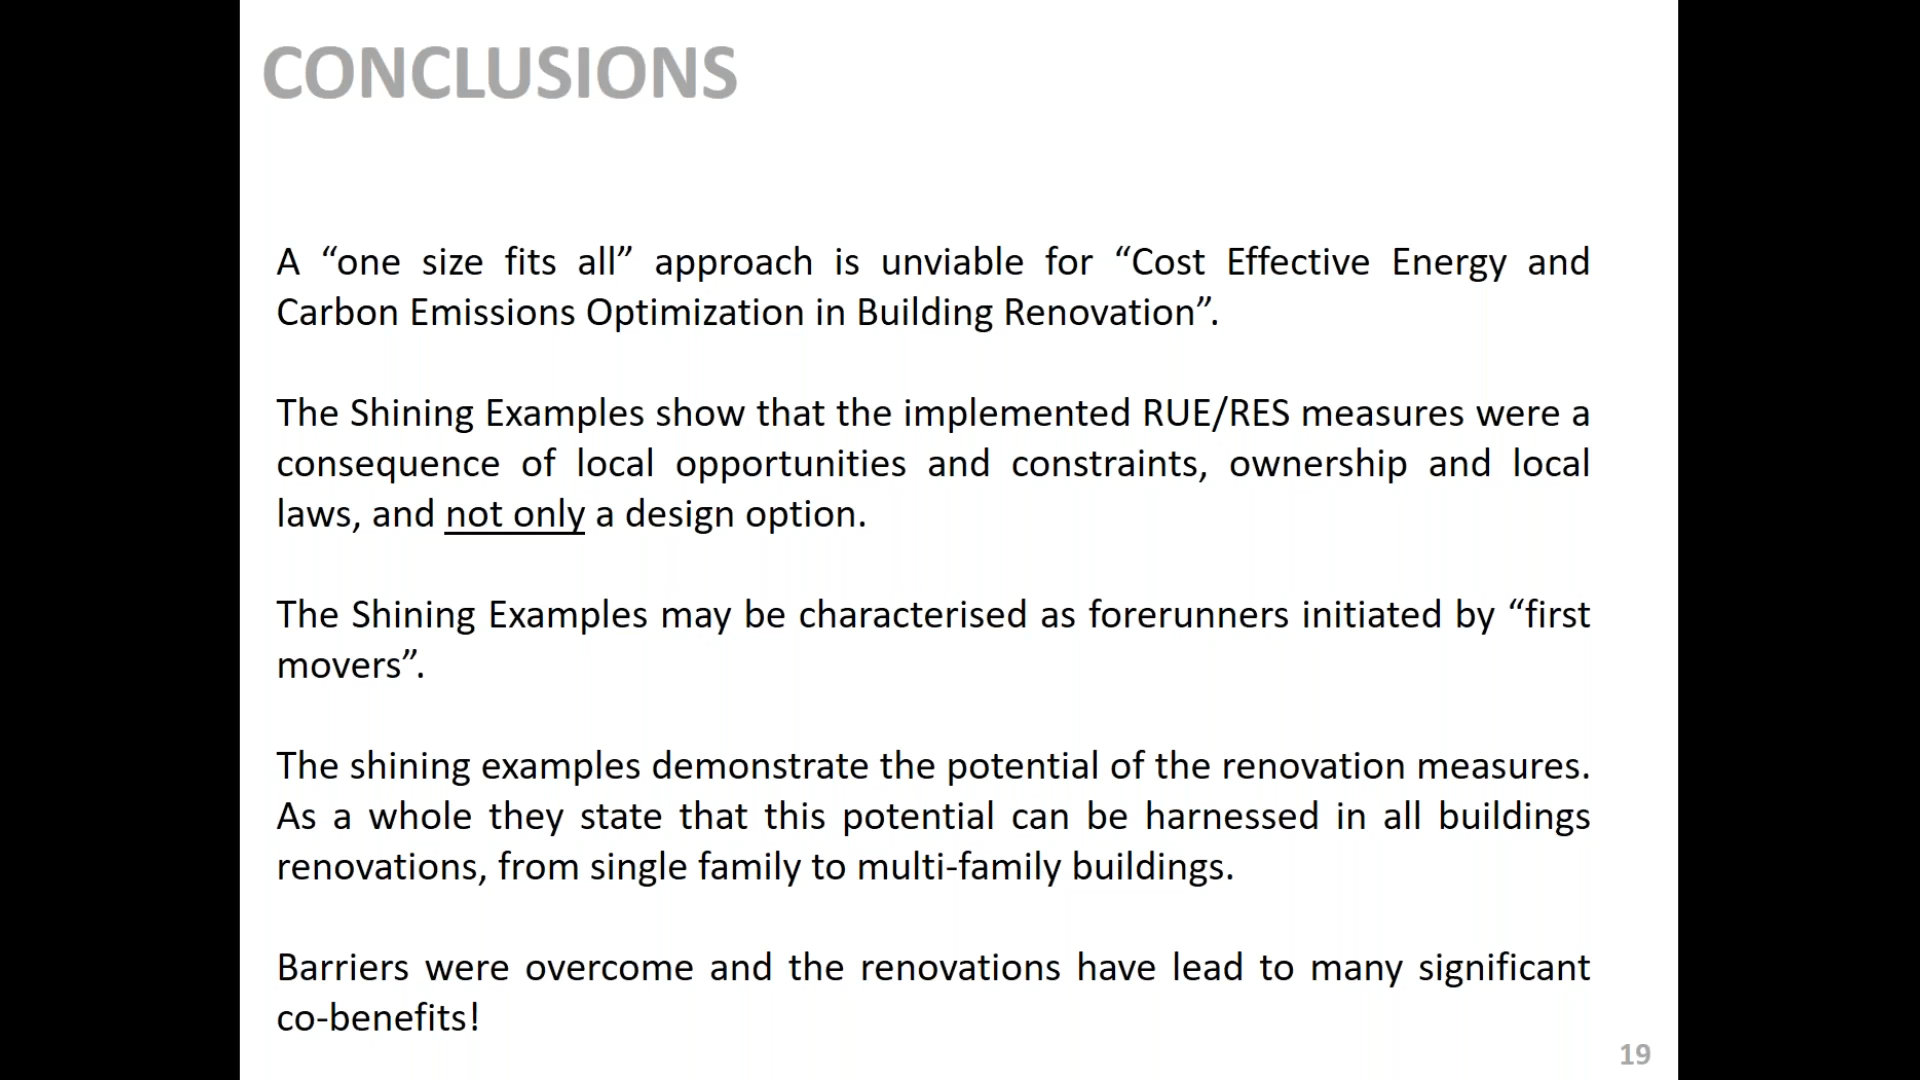 CONCLUSIONS
A “one size fits all” approach is unviable for “Cost Effective Energy and
Carbon Emissions Optimization in Building Renovation”.
The Shining Examples show that the implemented RUE/RES measures were a
consequence of local opportunities and constraints, ownership and local
laws, and not only a design option.
The Shining Examples may be characterised as forerunners initiated by “first
movers”.
The shining examples demonstrate the potential of the renovation measures.
As a whole they state that this potential can be harnessed in all buildings
renovations, from single family to multi-family buildings.
Barriers were overcome and the renovations have lead to many significant
co-benefits!
19